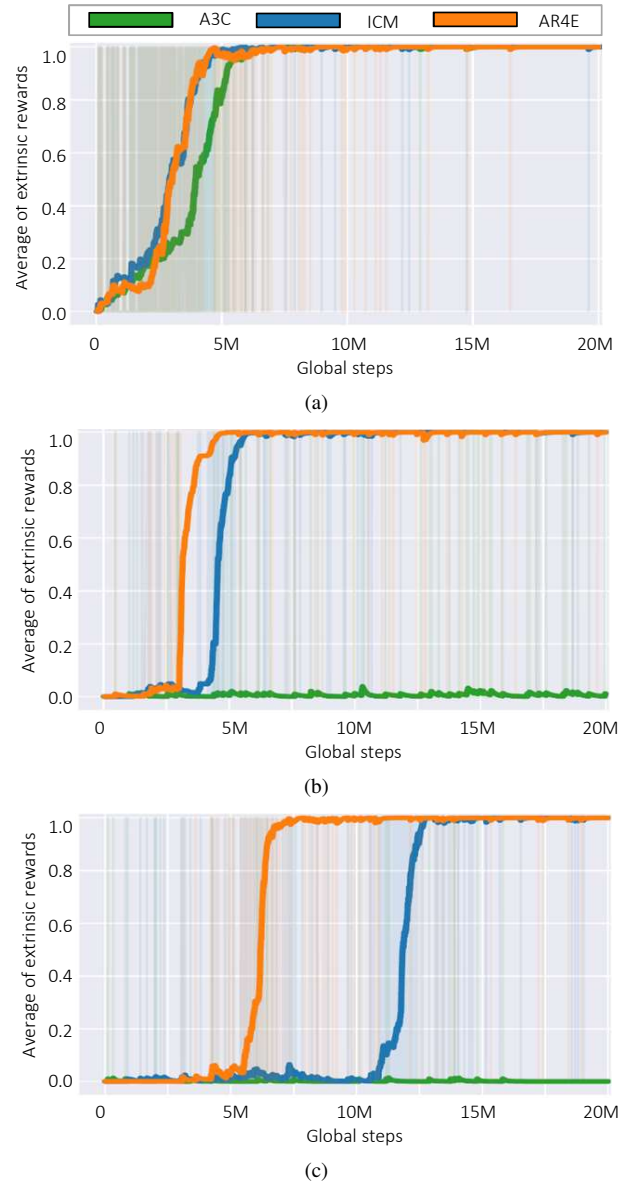 A3C ICM AR4E
Average of extrinsic rewards
1.0
0.8
0.6
0.4
0.2
0.0
0 5M 10M 15M 20M
Global steps
(a)
Average of extrinsic rewards
1.0
0.8
0.6
0.4
0.2
0.0
0 5M 10M 15M 20M
Global steps
(b)
Average of extrinsic rewards
1.0
0.8
0.6
0.4
0.2
0.0
0 5M 10M 15M 20M
Global steps
(c)